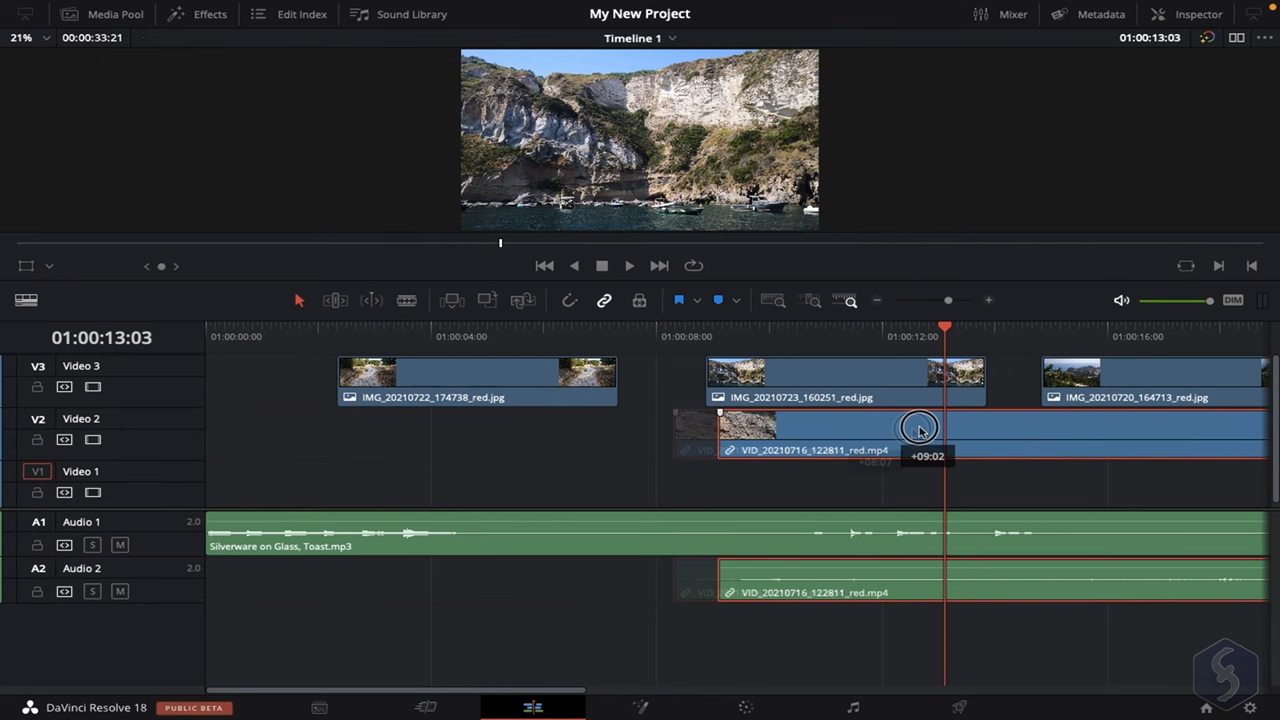 Media Pool Effects Edit Index Sound Library My New Project Mixer Metadata Inspector
21% 00:00:33:21 Timeline 1 01:00:13:03
DIM
01:00:13:03 01:00:00:00 01:00:04:00 01:00:08:00 01:00:12:00 01:00:16:00
V3 Video 3
IMG_20210722_174738_red.jpg IMG_20210723_160251_red.jpg IMG_20210720_164713_red.jpg
V2 Video 2
VID_20210716_122811_red.mp4 +09:02
+08:07
V1 Video 1
A1 Audio 1 2.0
S M Silverware on Glass, Toast.mp3
A2 Audio 2 2.0
S M VID VID_20210716_122811_red.mp4
DaVinci Resolve 18 PUBLIC BETA